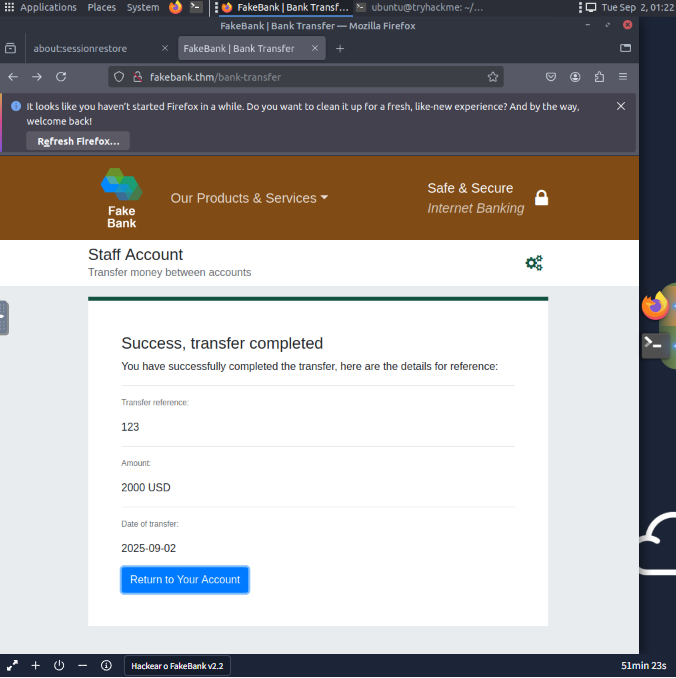 Applications Places System FakeBank | Bank Transf... ubuntu@tryhackme: ~/... Tue Sep 2, 01:22
FakeBank | Bank Transfer — Mozilla Firefox
about:sessionrestore FakeBank | Bank Transfer
fakebank.thm/bank-transfer
It looks like you haven't started Firefox in a while. Do you want to clean it up for a fresh, like-new experience? And by the way,
welcome back!
Refresh Firefox...
Fake
Bank
Our Products & Services
Safe & Secure
Internet Banking
Staff Account
Transfer money between accounts
Success, transfer completed
You have successfully completed the transfer, here are the details for reference:
Transfer reference:
123
Amount:
2000 USD
Date of transfer:
2025-09-02
Return to Your Account
Hackear o FakeBank v2.2
51min 23s